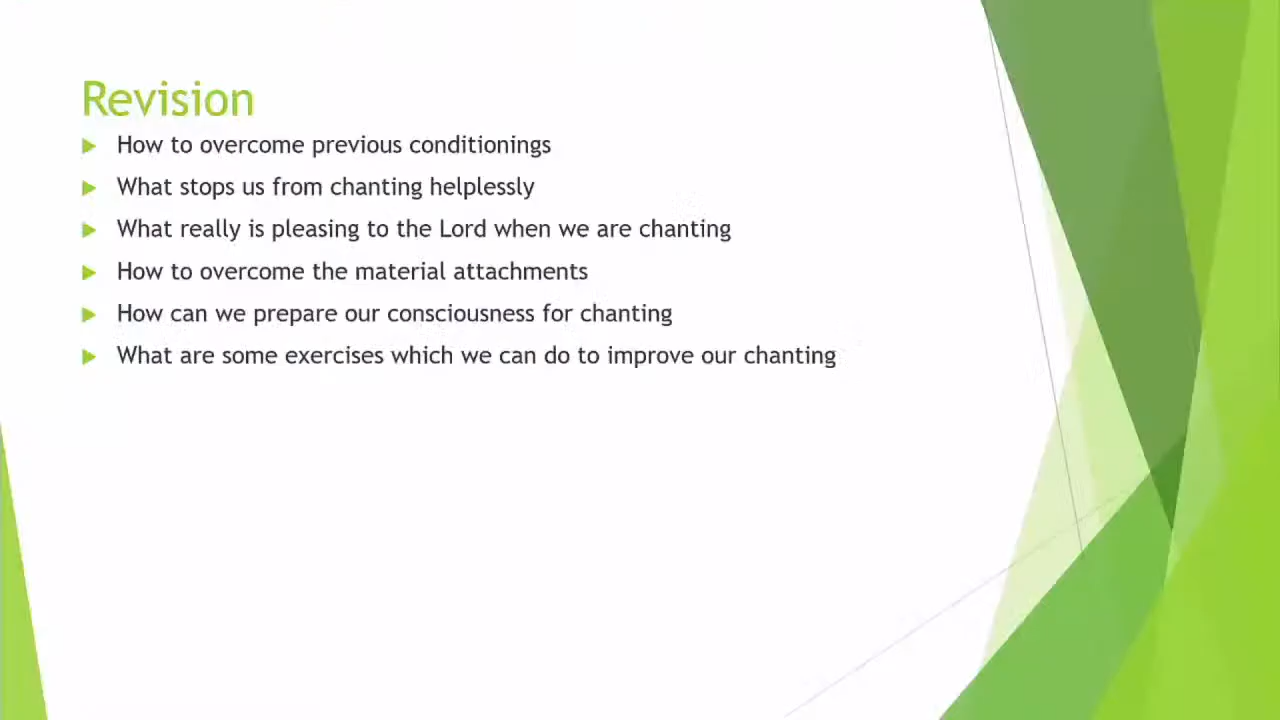 Revision
How to overcome previous conditionings
What stops us from chanting helplessly
What really is pleasing to the Lord when we are chanting
How to overcome the material attachments
How can we prepare our consciousness for chanting
What are some exercises which we can do to improve our chanting